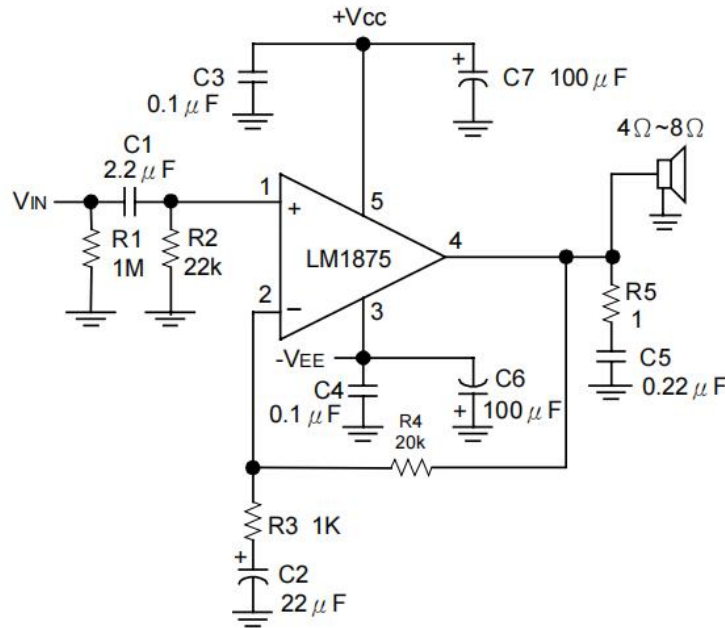 +Vcc
C3
0.1 μF
C7 100 μF
4Ω~8Ω
C1
2.2 μF
VIN
1
+
5
R1
1M
R2
22k
LM1875
4
2
−
3
R5
1
-VEE
C4
0.1 μF
C6
+
100 μF
C5
0.22 μF
R4
20k
R3 1K
+
C2
22 μF
+